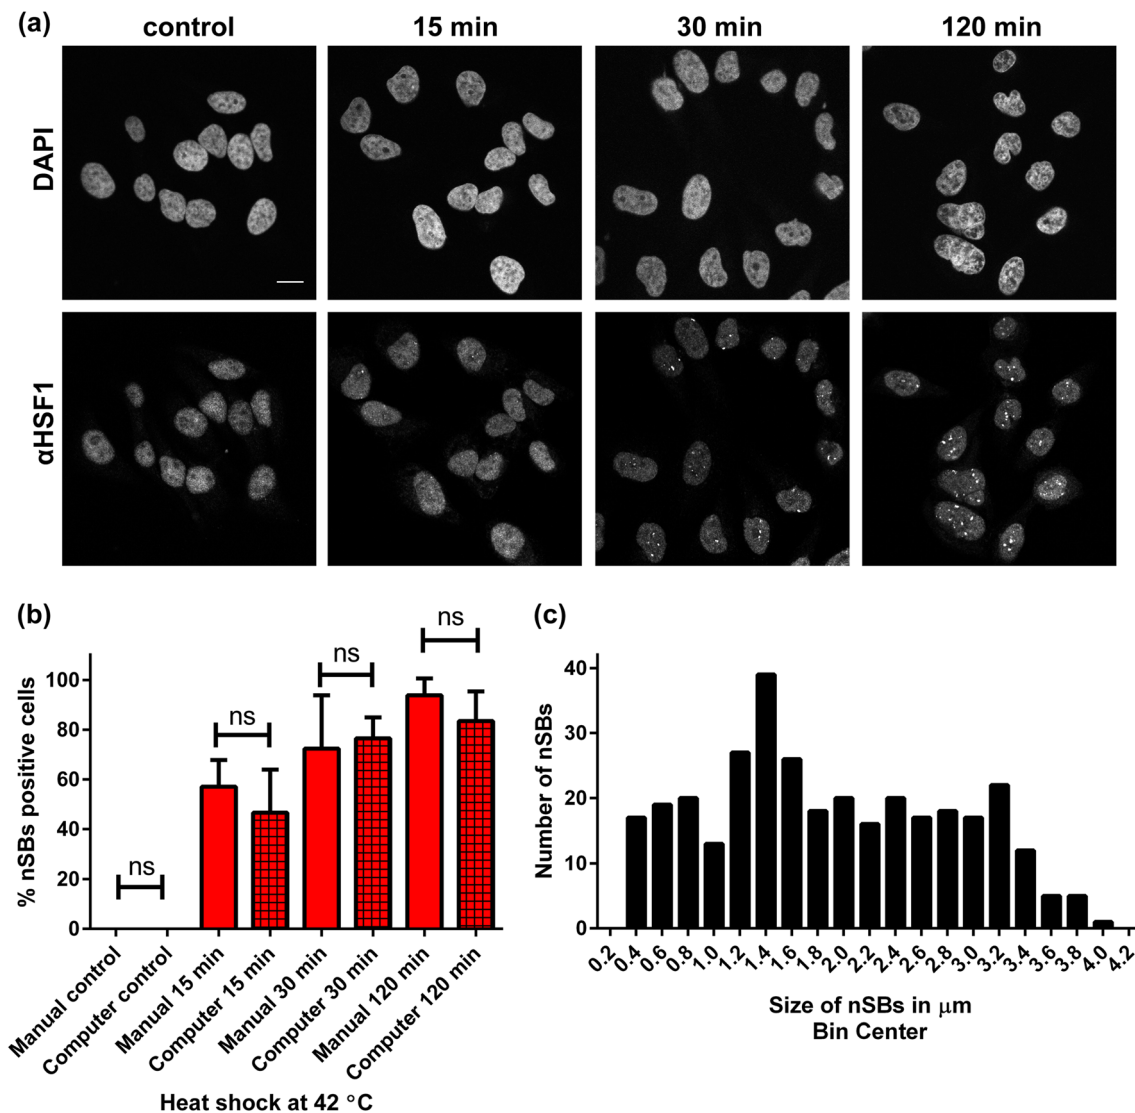 (a)
control
15 min
30 min
120 min
DAPI
αHSF1
(b)
% nSBs positive cells
100
80
60
40
20
0
ns
ns
ns
ns
Manual control
Computer control
Manual 15 min
Computer 15 min
Manual 30 min
Computer 30 min
Manual 120 min
Computer 120 min
Heat shock at 42 °C
(c)
Number of nSBs
40
30
20
10
0
0.2
0.4
0.6
0.8
1.0
1.2
1.4
1.6
1.8
2.0
2.2
2.4
2.6
2.8
3.0
3.2
3.4
3.6
3.8
4.0
4.2
Size of nSBs in μm
Bin Center